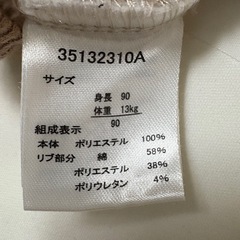 35132310A
サイズ
身長 90
体重 13kg
90
組成表示
本体 ポリエステル 100%
リブ部分 綿 58%
ポリエステル 38%
ポリウレタン 4%